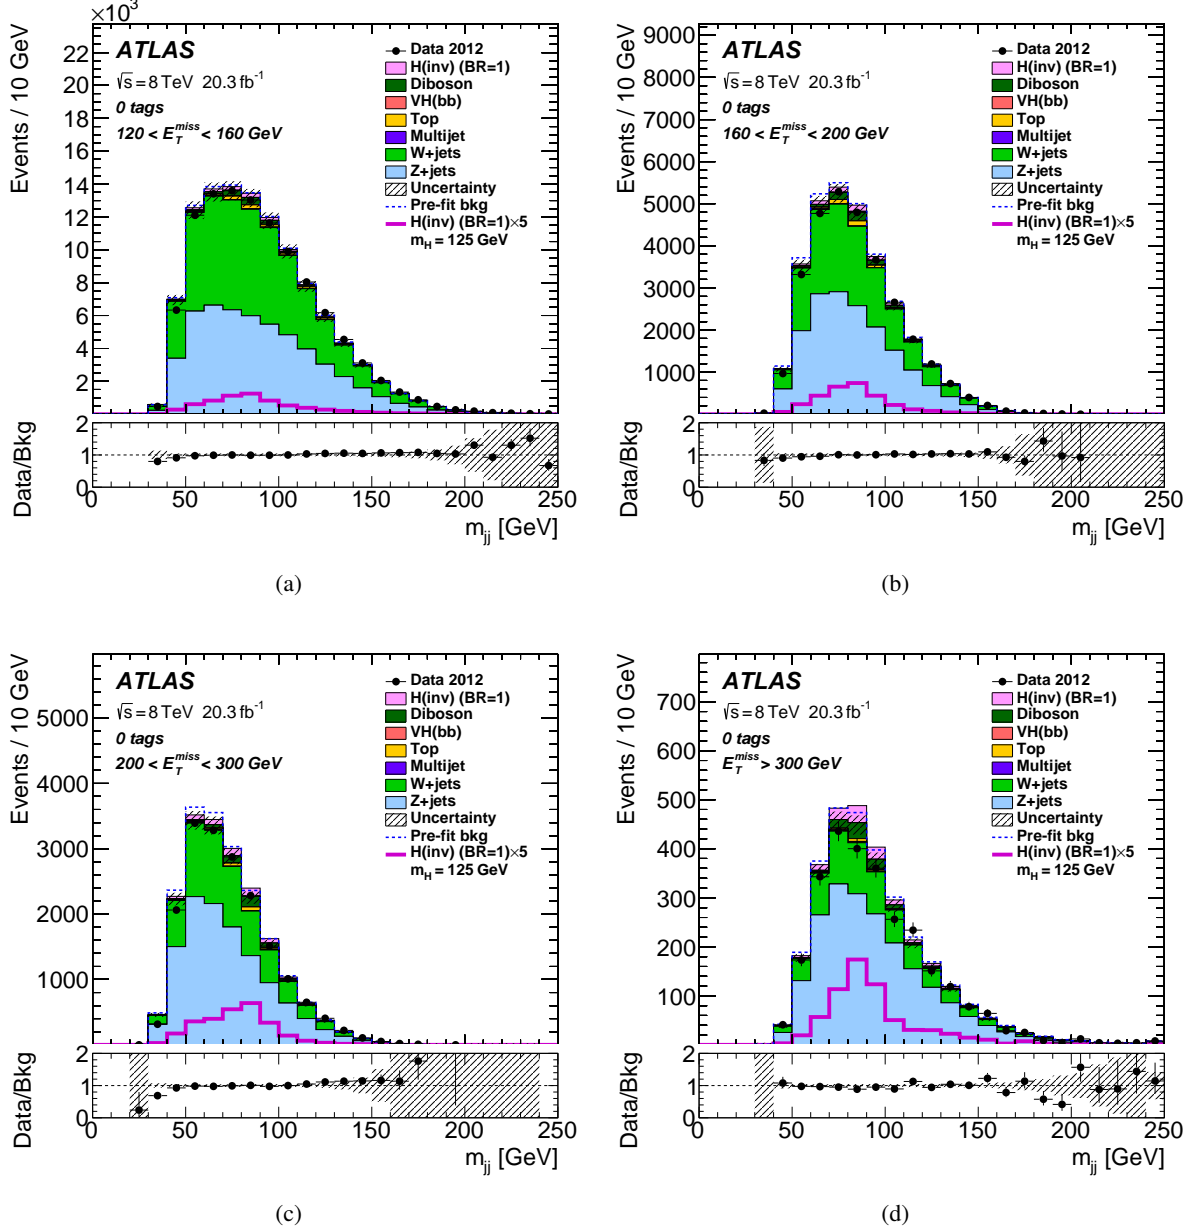 ×10³
Events / 10 GeV
22
20
18
16
14
12
10
8
6
4
2
ATLAS
√s = 8 TeV 20.3 fb⁻¹
0 tags
120 < E_T^miss < 160 GeV
Data 2012
H(inv) (BR=1)
Diboson
VH(bb)
Top
Multijet
W+jets
Z+jets
Uncertainty
Pre-fit bkg
H(inv) (BR=1)×5
m_H = 125 GeV
Data/Bkg
2
1
0
0 50 100 150 200 250
m_jj [GeV]
(a)
Events / 10 GeV
9000
8000
7000
6000
5000
4000
3000
2000
1000
ATLAS
√s = 8 TeV 20.3 fb⁻¹
0 tags
160 < E_T^miss < 200 GeV
Data 2012
H(inv) (BR=1)
Diboson
VH(bb)
Top
Multijet
W+jets
Z+jets
Uncertainty
Pre-fit bkg
H(inv) (BR=1)×5
m_H = 125 GeV
Data/Bkg
2
1
0
0 50 100 150 200 250
m_jj [GeV]
(b)
Events / 10 GeV
5000
4000
3000
2000
1000
ATLAS
√s = 8 TeV 20.3 fb⁻¹
0 tags
200 < E_T^miss < 300 GeV
Data 2012
H(inv) (BR=1)
Diboson
VH(bb)
Top
Multijet
W+jets
Z+jets
Uncertainty
Pre-fit bkg
H(inv) (BR=1)×5
m_H = 125 GeV
Data/Bkg
2
1
0
0 50 100 150 200 250
m_jj [GeV]
(c)
Events / 10 GeV
700
600
500
400
300
200
100
ATLAS
√s = 8 TeV 20.3 fb⁻¹
0 tags
E_T^miss > 300 GeV
Data 2012
H(inv) (BR=1)
Diboson
VH(bb)
Top
Multijet
W+jets
Z+jets
Uncertainty
Pre-fit bkg
H(inv) (BR=1)×5
m_H = 125 GeV
Data/Bkg
2
1
0
0 50 100 150 200 250
m_jj [GeV]
(d)